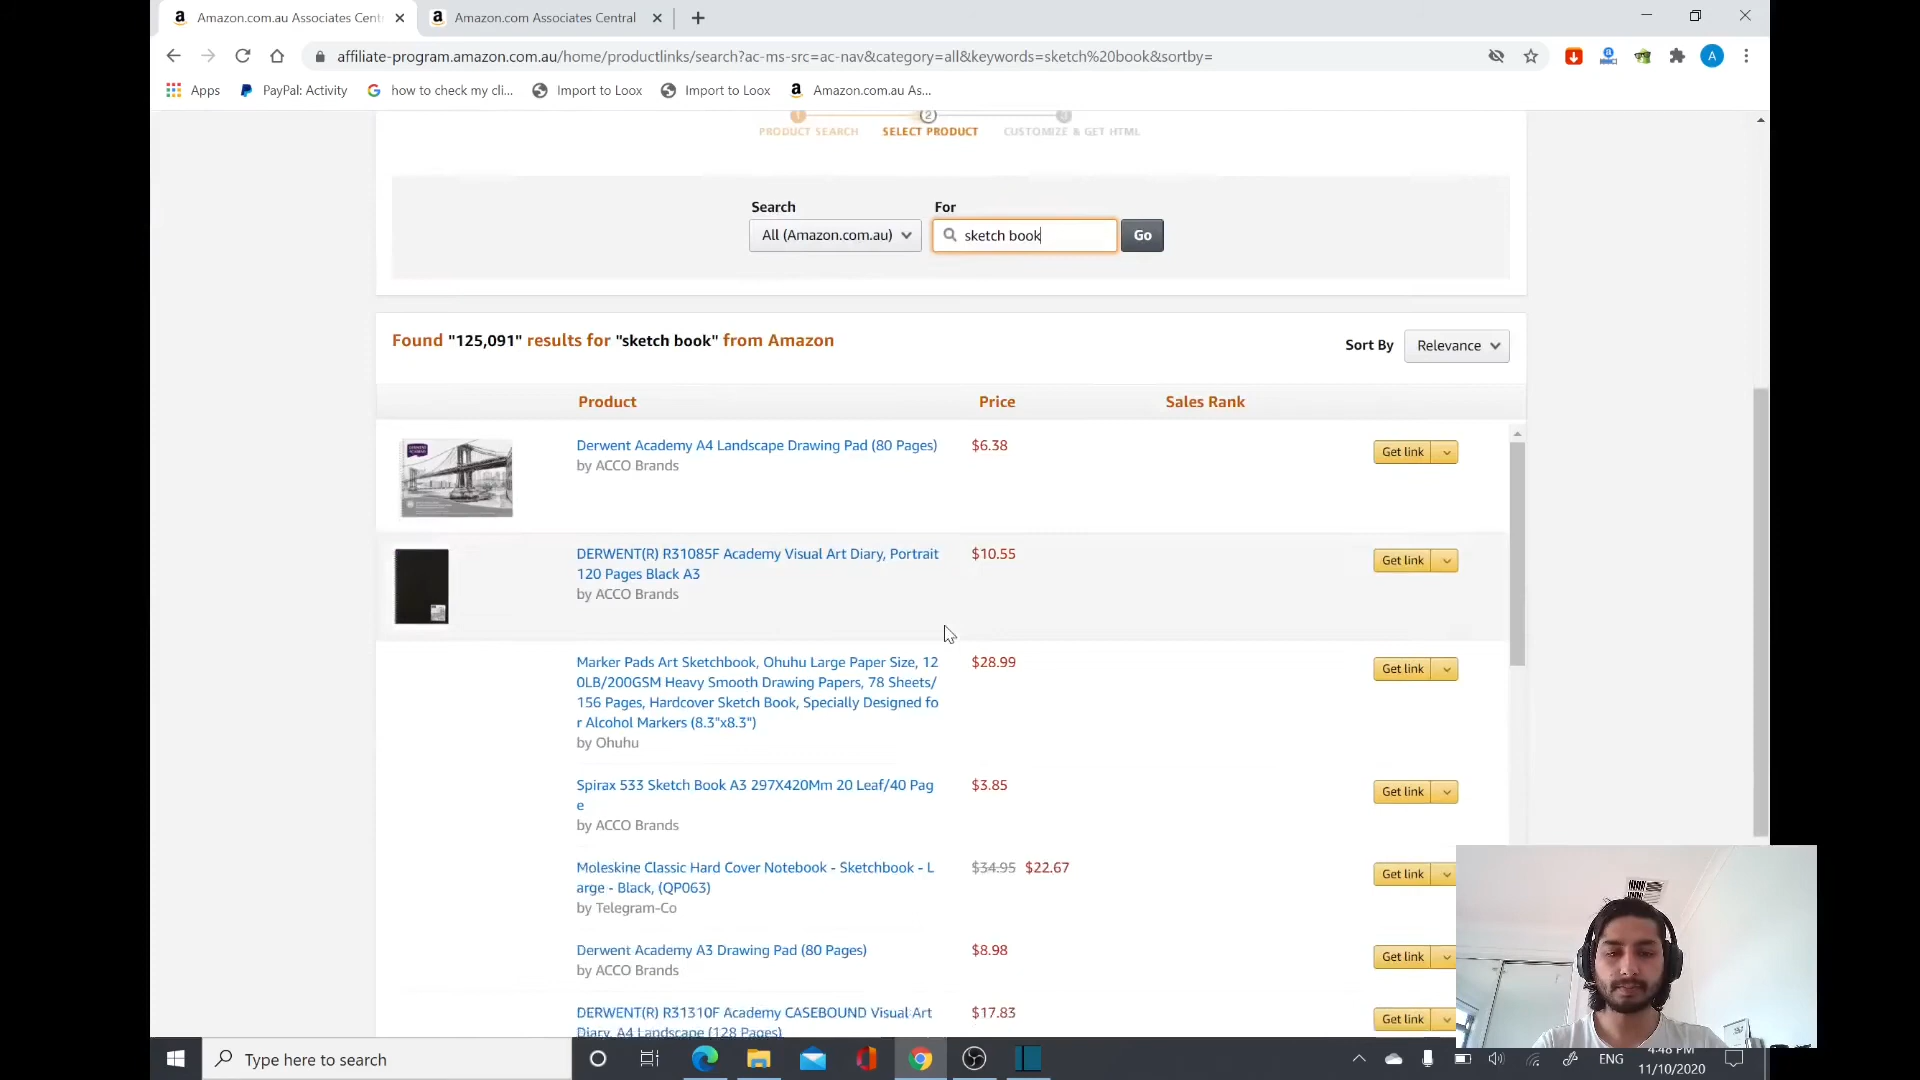 Amazon.com.au Associates Cent
Amazon.com Associates Central
affiliate-program.amazon.com.au/home/productlinks/search?ac-ms-src=ac-nav&category=all&keywords=sketch%20book&sortby=
A
Apps
PayPal: Activity
how to check my cli...
Import to Loox
Import to Loox
Amazon.com.au As...
1
2
3
PRODUCT SEARCH
SELECT PRODUCT
CUSTOMIZE & GET HTML
Search
For
All (Amazon.com.au)
sketch book
Go
Found "125,091" results for "sketch book" from Amazon
Sort By
Relevance
Product
Price
Sales Rank
Derwent Academy A4 Landscape Drawing Pad (80 Pages)
by ACCO Brands
$6.38
Get link
DERWENT(R) R31085F Academy Visual Art Diary, Portrait
120 Pages Black A3
by ACCO Brands
$10.55
Get link
Marker Pads Art Sketchbook, Ohuhu Large Paper Size, 12
0LB/200GSM Heavy Smooth Drawing Papers, 78 Sheets/
156 Pages, Hardcover Sketch Book, Specially Designed fo
r Alcohol Markers (8.3"x8.3")
by Ohuhu
$28.99
Get link
Spirax 533 Sketch Book A3 297X420Mm 20 Leaf/40 Pag
e
by ACCO Brands
$3.85
Get link
Moleskine Classic Hard Cover Notebook - Sketchbook - L
arge - Black, (QP063)
by Telegram-Co
$34.95 $22.67
Get link
Derwent Academy A3 Drawing Pad (80 Pages)
by ACCO Brands
$8.98
Get link
DERWENT(R) R31310F Academy CASEBOUND Visual Art
Diary, A4 Landscape (128 Pages)
$17.83
Get link
Type here to search
ENG
4:48 PM
11/10/2020